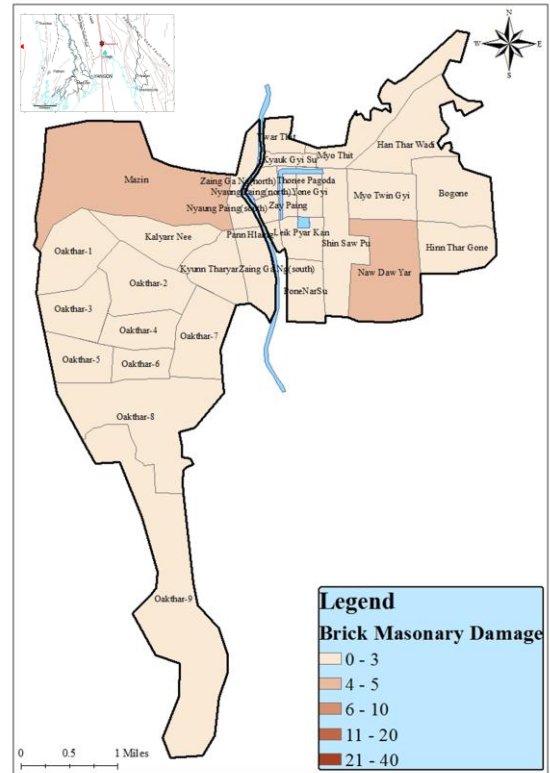 N
W
E
S
YANGON
Twar Thit
Kyauk Gyi Su
Myo Thit
Han Thar Wadi
Mazin
Zaing Ga Ng(north)
Thonee Pagoda
Nyaung Paing(north)
Yone Gyi
Myo Twin Gyi
Bogone
Nyaung Paing(south)
Zay Paing
Oakthar-1
Kalyarr Nee
Pann Hlaing
Leik Pyar Kan
Shin Saw Pu
Hinn Thar Gone
Kyunn Tharyar
Zaing Ga Ng(south)
Naw Daw Yar
Oakthar-2
PoneNarSu
Oakthar-3
Oakthar-4
Oakthar-7
Oakthar-5
Oakthar-6
Oakthar-8
Oakthar-9
Legend
Brick Masonary Damage
0 - 3
4 - 5
6 - 10
11 - 20
21 - 40
0 0.5 1 Miles